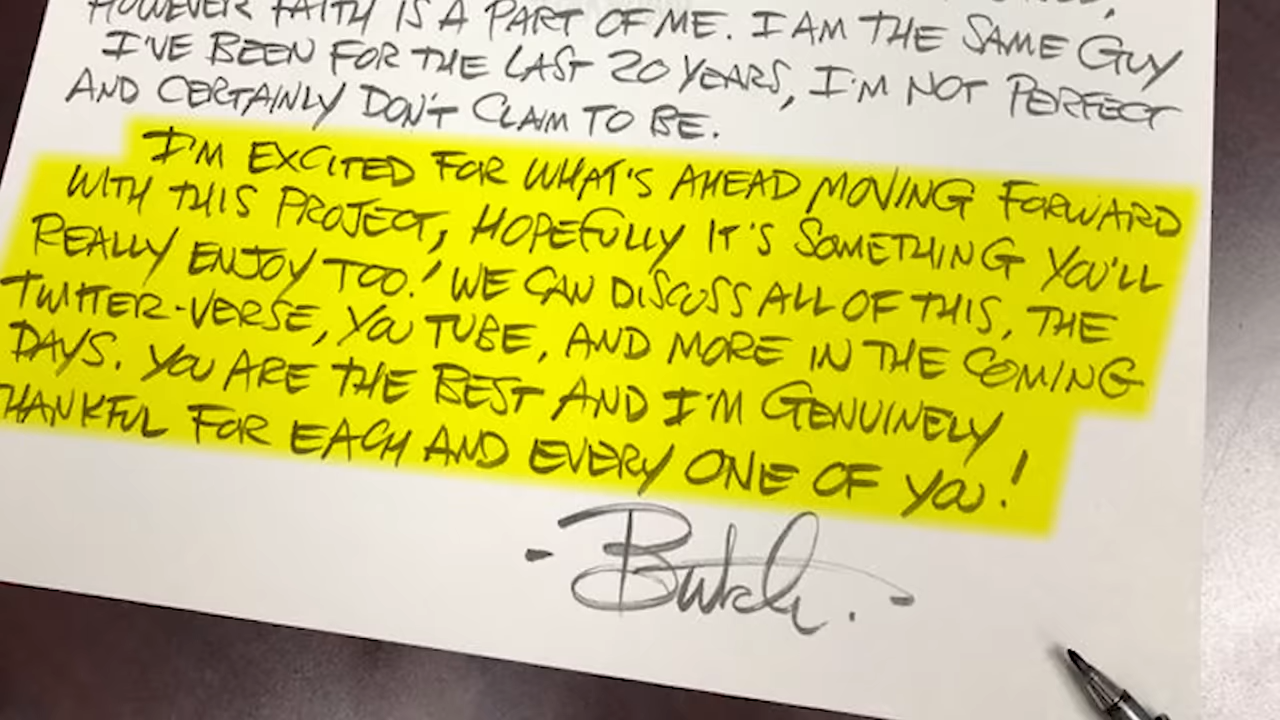 HOWEVER FAITH IS A PART OF ME. I AM THE SAME GUY
I'VE BEEN FOR THE LAST 20 YEARS, I'M NOT PERFECT
AND CERTAINLY DON'T CLAIM TO BE.
I'M EXCITED FOR WHAT'S AHEAD MOVING FORWARD
WITH THIS PROJECT, HOPEFULLY IT'S SOMETHING YOU'LL
REALLY ENJOY TOO! WE CAN DISCUSS ALL OF THIS, THE
TWITTER-VERSE, YOU TUBE, AND MORE IN THE COMING
DAYS. YOU ARE THE BEST AND I'M GENUINELY
THANKFUL FOR EACH AND EVERY ONE OF YOU!
- Butch. -